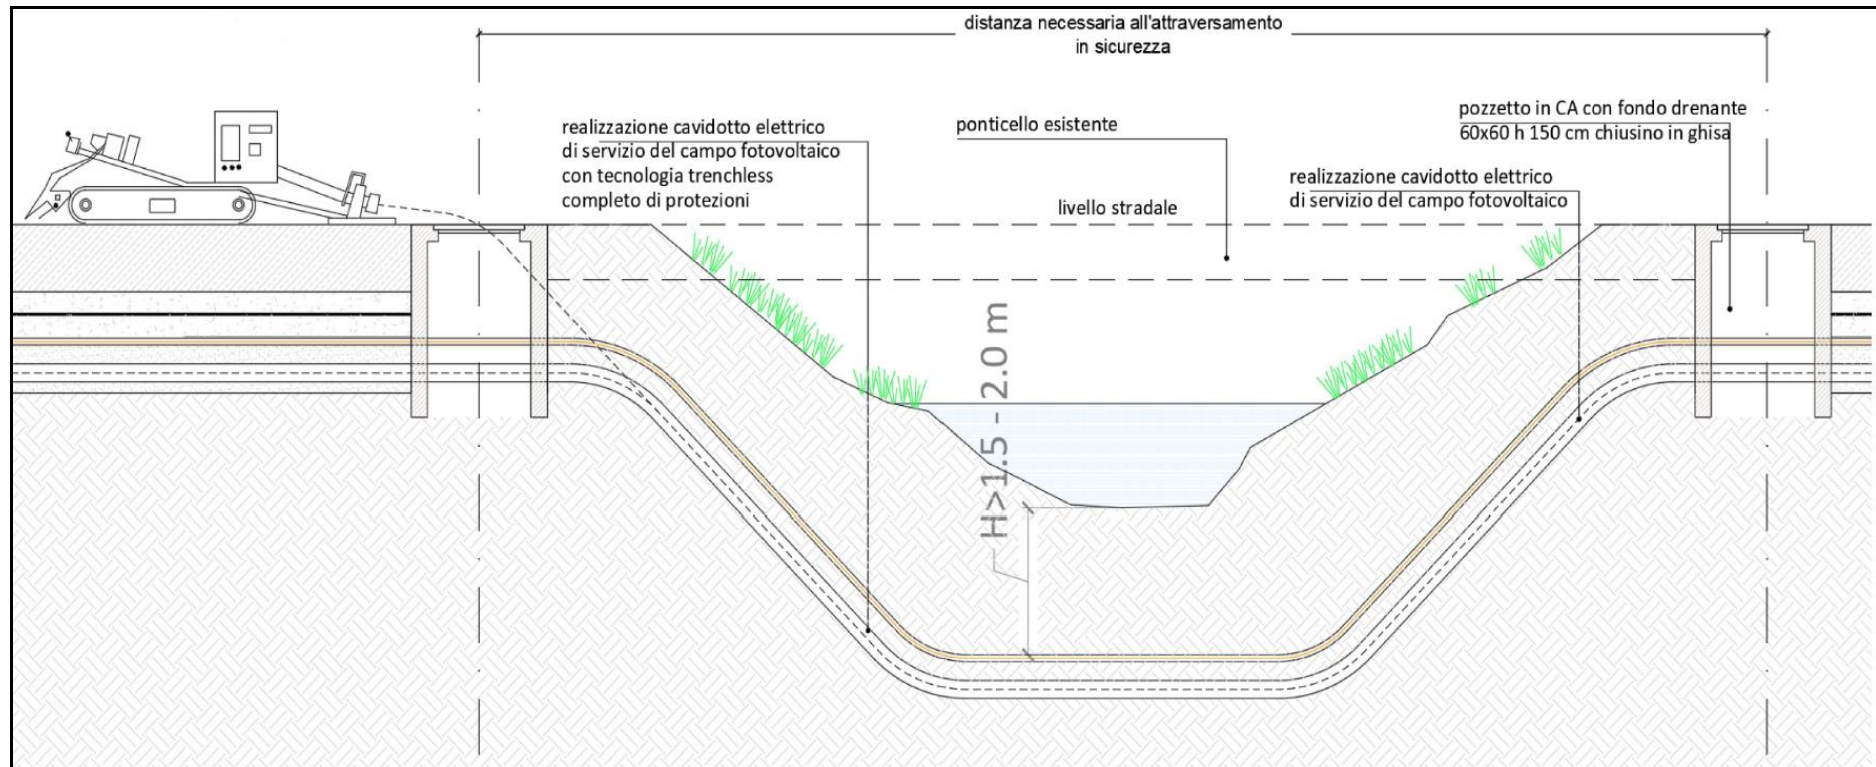 distanza necessaria all'attraversamento
in sicurezza
realizzazione cavidotto elettrico
di servizio del campo fotovoltaico
con tecnologia trenchless
completo di protezioni
ponticello esistente
livello stradale
pozzetto in CA con fondo drenante
60x60 h 150 cm chiusino in ghisa
realizzazione cavidotto elettrico
di servizio del campo fotovoltaico
H>1.5 - 2.0 m